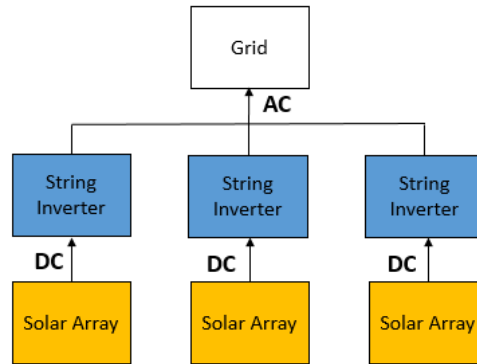 Grid
AC
String
Inverter
String
Inverter
String
Inverter
DC
DC
DC
Solar Array
Solar Array
Solar Array